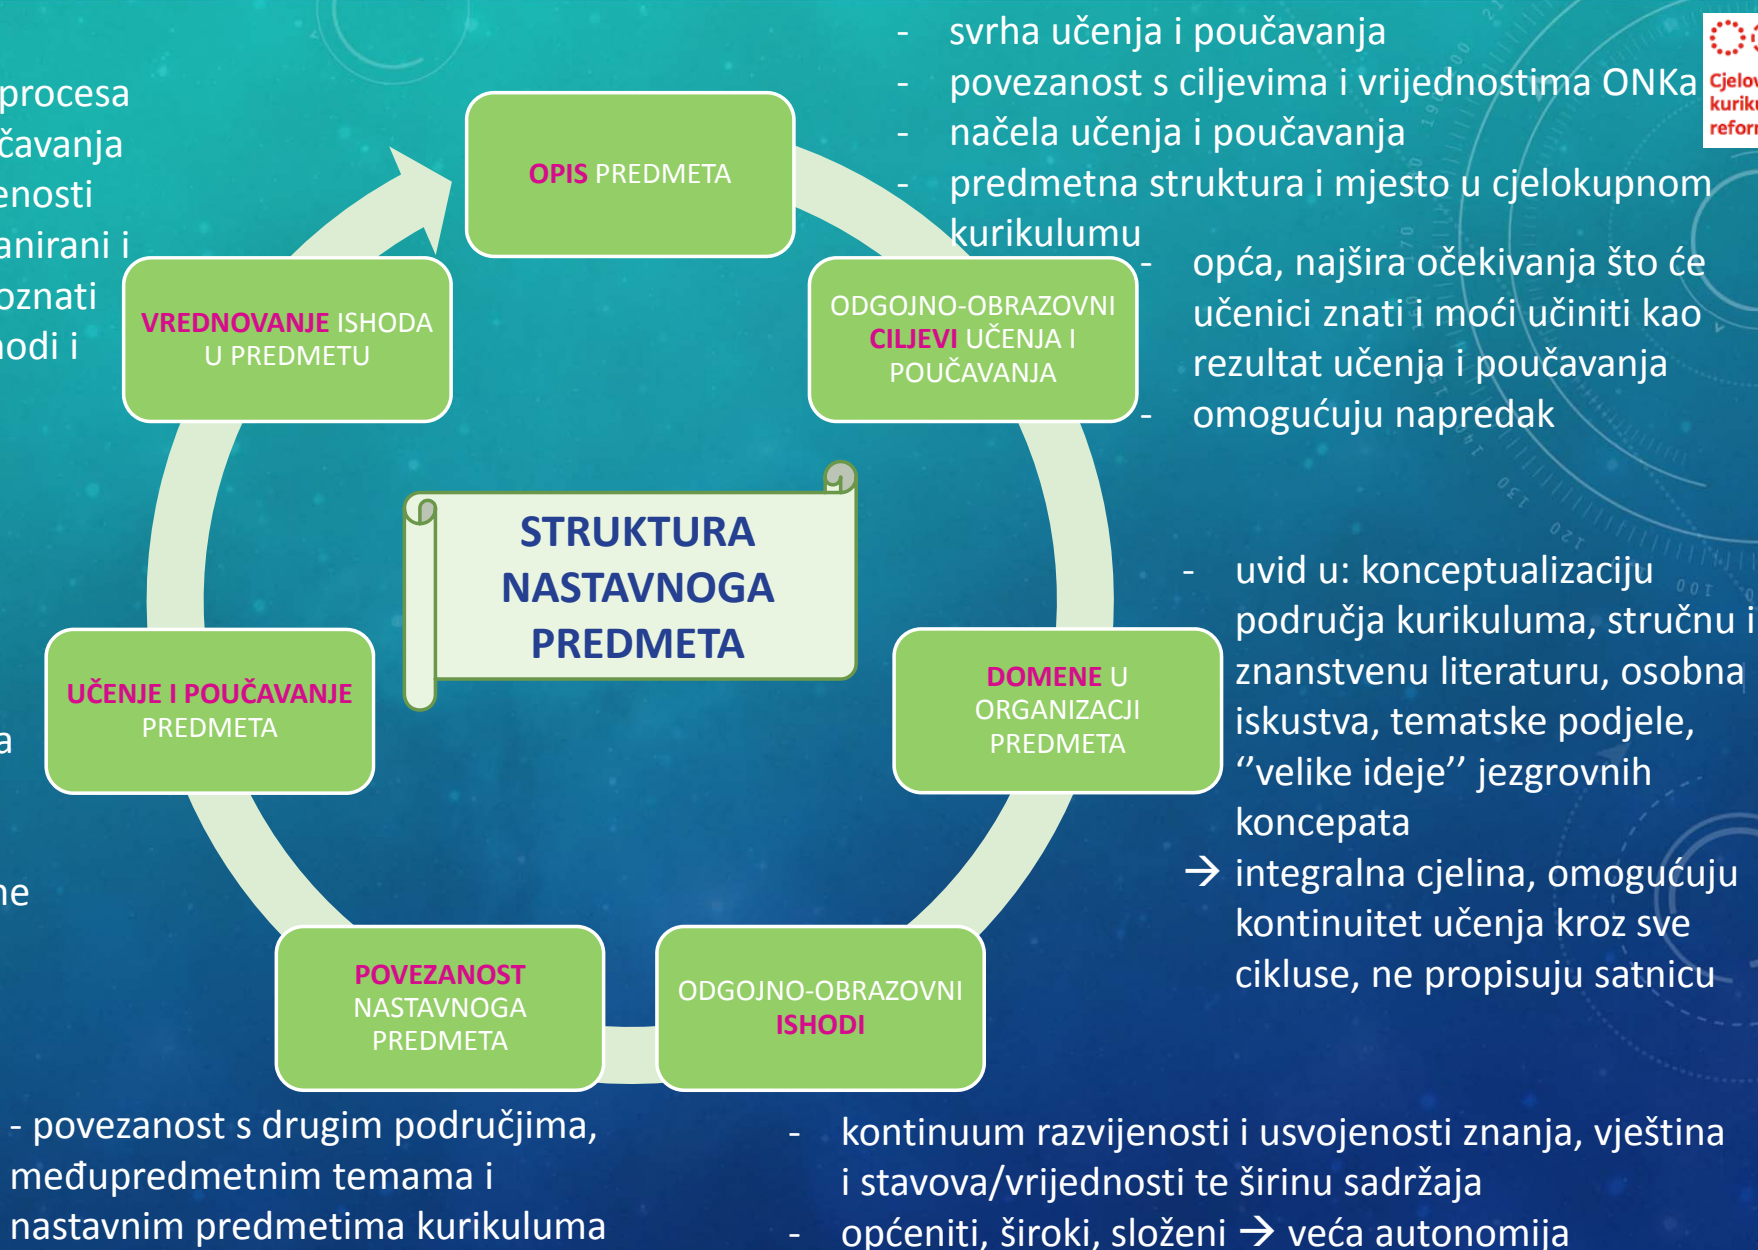 - svrha učenja i poučavanja
- povezanost s ciljevima i vrijednostima ONKa
- načela učenja i poučavanja
- predmetna struktura i mjesto u cjelokupnom
kurikulumu
procesa
čavanja
enosti
anirani i
oznati
odi i
OPIS PREDMETA
VREDNOVANJE ISHODA
U PREDMETU
ODGOJNO-OBRAZOVNI
CILJEVI UČENJA I
POUČAVANJA
- opća, najšira očekivanja što će
učenici znati i moći učiniti kao
rezultat učenja i poučavanja
- omogućuju napredak
STRUKTURA
NASTAVNOGA
PREDMETA
UČENJE I POUČAVANJE
PREDMETA
a
ne
DOMENE U
ORGANIZACJI
PREDMETA
- uvid u: konceptualizaciju
područja kurikuluma, stručnu i
znanstvenu literaturu, osobna
iskustva, tematske podjele,
‘’velike ideje’’ jezgrovnih
koncepata
→ integralna cjelina, omogućuju
kontinuitet učenja kroz sve
cikluse, ne propisuju satnicu
POVEZANOST
NASTAVNOGA
PREDMETA
ODGOJNO-OBRAZOVNI
ISHODI
- povezanost s drugim područjima,
međupredmetnim temama i
nastavnim predmetima kurikuluma
- kontinuum razvijenosti i usvojenosti znanja, vještina
i stavova/vrijednosti te širinu sadržaja
- općeniti, široki, složeni → veća autonomija
Cjelov
kuriku
reform